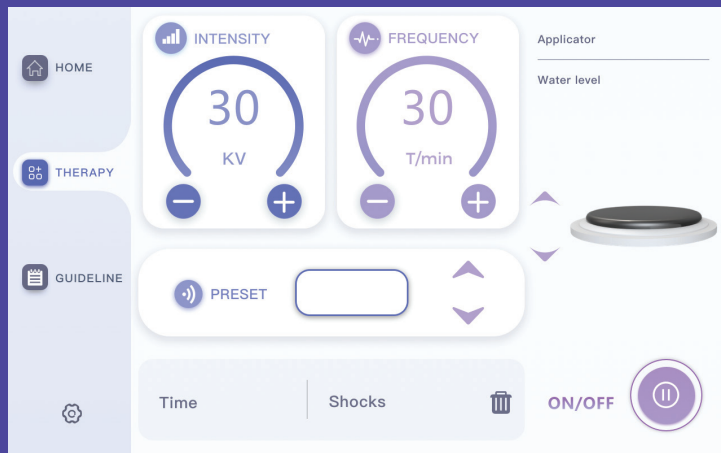 HOME
THERAPY
GUIDELINE
INTENSITY
30
KV
FREQUENCY
30
T/min
PRESET
Time
Shocks
Applicator
Water level
ON/OFF